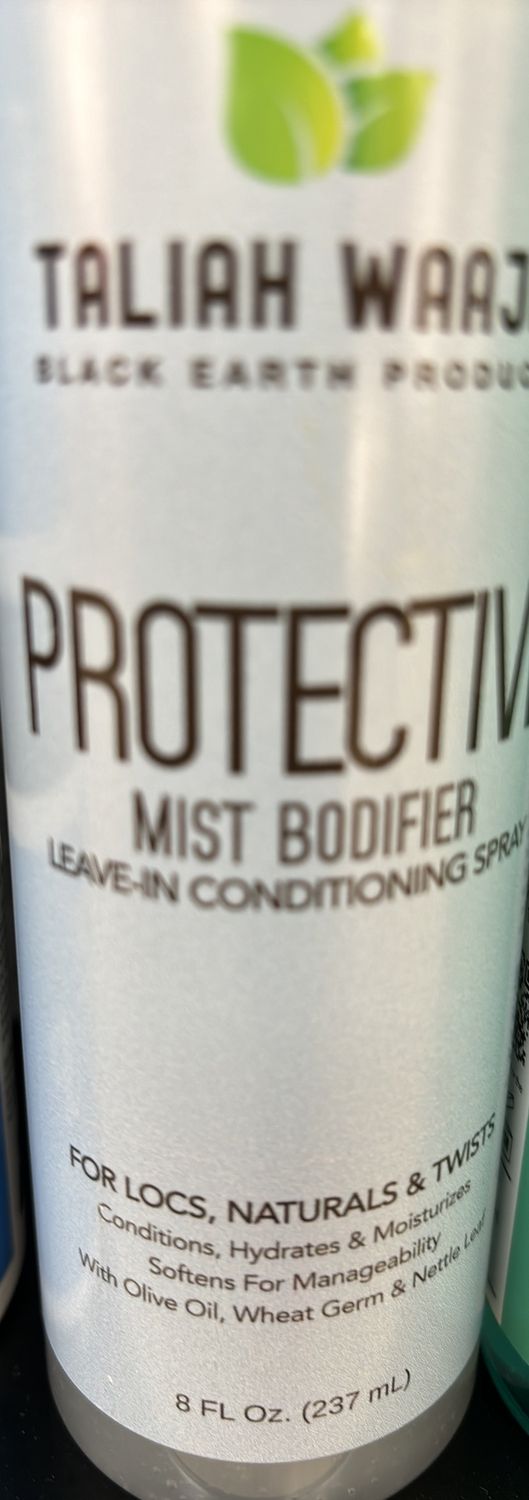 TALIAH WAAJ
BLACK EARTH PRODUC
PROTECTIV
MIST BODIFIER
LEAVE-IN CONDITIONING SPRAY
FOR LOCS, NATURALS & TWISTS
Conditions, Hydrates & Moisturizes
Softens For Manageability
With Olive Oil, Wheat Germ & Nettle Leaf
8 FL Oz. (237 mL)